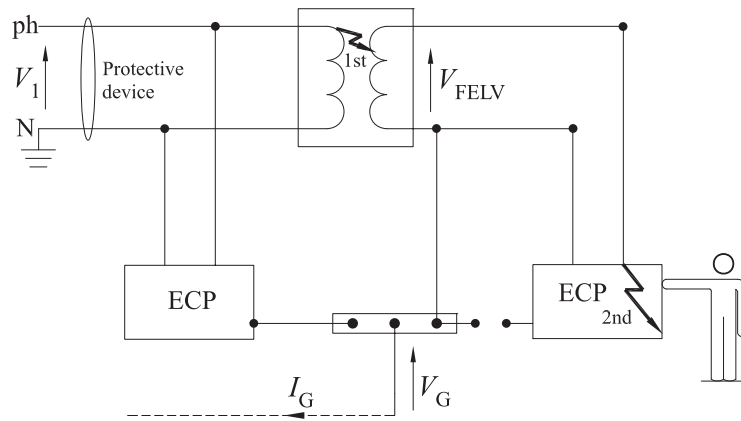 ph
1st
V1
Protective
device
VFELV
N
ECP
ECP
2nd
IG
VG